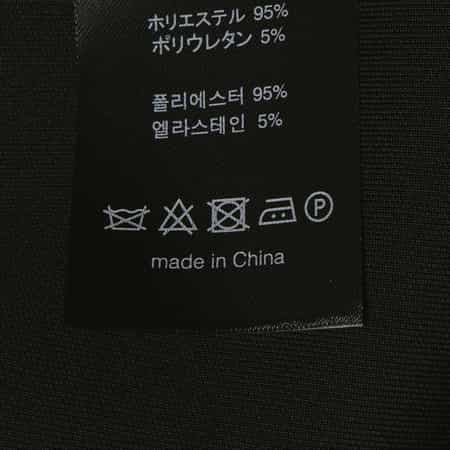 ポリエステル 95%
ポリウレタン 5%
폴리에스터 95%
엘라스테인 5%
P
made in China